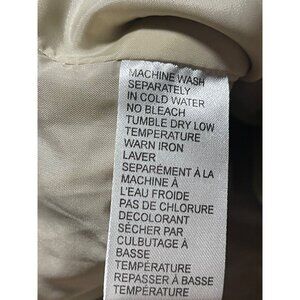 MACHINE WASH
SEPARATELY
IN COLD WATER
NO BLEACH
TUMBLE DRY LOW
TEMPERATURE
WARN IRON
LAVER
SEPARÉMENT À LA
MACHINE À
L'EAU FROIDE
PAS DE CHLORURE
DECOLORANT
SÉCHER PAR
CULBUTAGE À
BASSE
TEMPÉRATURE
REPASSER À BASSE
TEMPÉRATURE